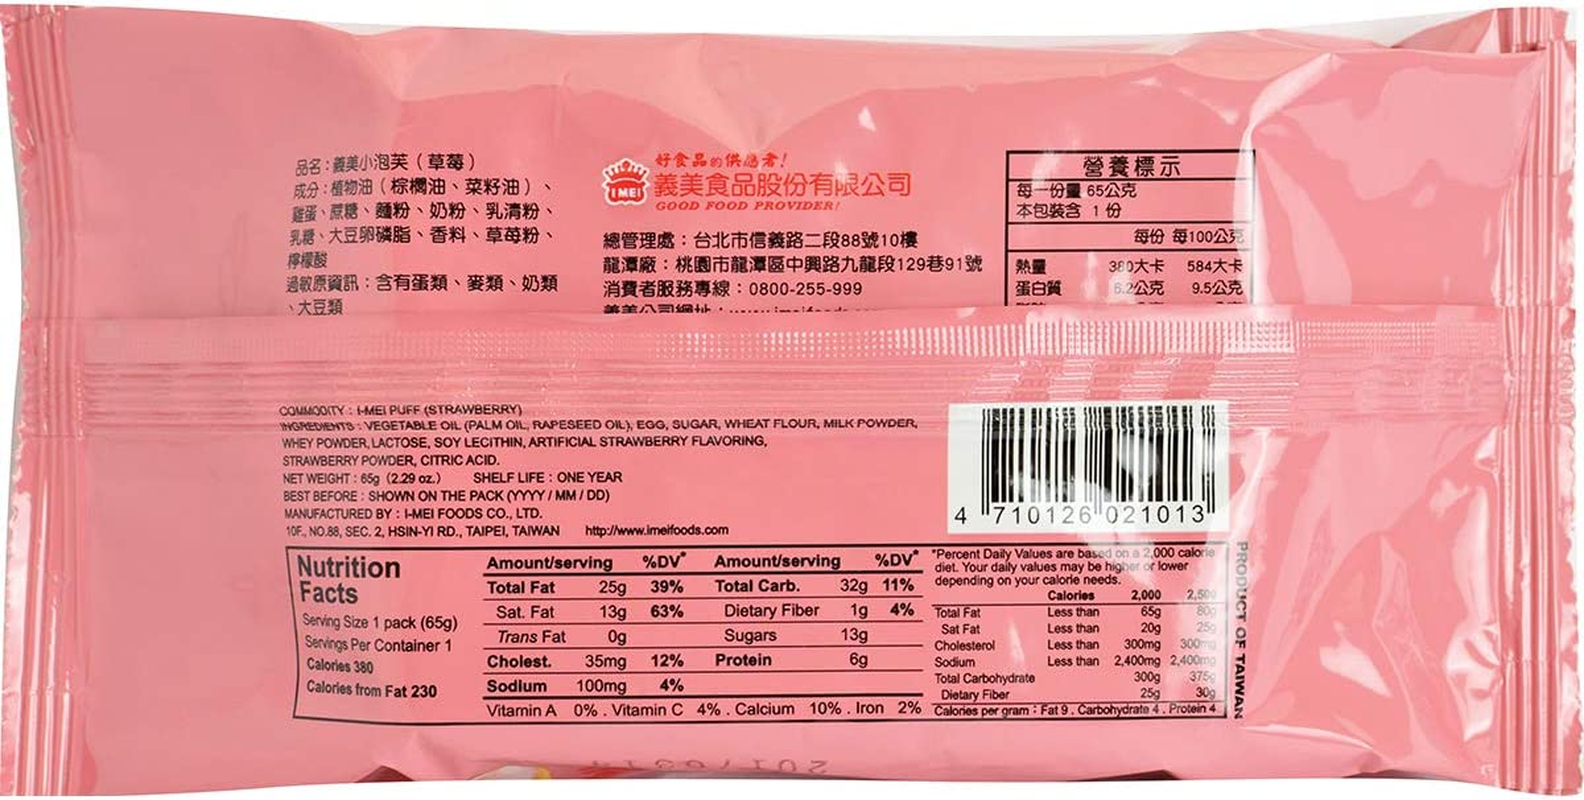 品名：義美小泡芙（草莓）
成分：植物油（棕櫚油、菜籽油）、
雞蛋、蔗糖、麵粉、奶粉、乳清粉、
乳糖、大豆卵磷脂、香料、草莓粉、
檸檬酸
過敏原資訊：含有蛋類、麥類、奶類
、大豆類
好食品的供應者！
I MEI
義美食品股份有限公司
GOOD FOOD PROVIDER!
總管理處：台北市信義路二段88號10樓
龍潭廠：桃園市龍潭區中興路九龍段129巷91號
消費者服務專線：0800-255-999
義美公司網址：
營養標示
每一份量 65公克
本包裝含 1 份
每份 每100公克
熱量 380大卡 584大卡
蛋白質 6.2公克 9.5公克
COMMODITY : I-MEI PUFF (STRAWBERRY)
INGREDIENTS : VEGETABLE OIL (PALM OIL, RAPESEED OIL), EGG, SUGAR, WHEAT FLOUR, MILK POWDER,
WHEY POWDER, LACTOSE, SOY LECITHIN, ARTIFICIAL STRAWBERRY FLAVORING,
STRAWBERRY POWDER, CITRIC ACID.
NET WEIGHT : 65g (2.29 oz.) SHELF LIFE : ONE YEAR
BEST BEFORE : SHOWN ON THE PACK (YYYY / MM / DD)
MANUFACTURED BY : I-MEI FOODS CO., LTD.
10F., NO.88, SEC. 2, HSIN-YI RD., TAIPEI, TAIWAN http://www.imeifoods.com
4 710126 021013
Nutrition
Facts
Serving Size 1 pack (65g)
Servings Per Container 1
Calories 380
Calories from Fat 230
Amount/serving %DV* Amount/serving %DV*
Total Fat 25g 39% Total Carb. 32g 11%
Sat. Fat 13g 63% Dietary Fiber 1g 4%
Trans Fat 0g Sugars 13g
Cholest. 35mg 12% Protein 6g
Sodium 100mg 4%
Vitamin A 0% . Vitamin C 4% . Calcium 10% . Iron 2%
*Percent Daily Values are based on a 2,000 calorie
diet. Your daily values may be higher or lower
depending on your calorie needs.
Calories 2,000 2,500
Total Fat Less than 65g 80g
Sat Fat Less than 20g 25g
Cholesterol Less than 300mg 300mg
Sodium Less than 2,400mg 2,400mg
Total Carbohydrate 300g 375g
Dietary Fiber 25g 30g
Calories per gram : Fat 9 . Carbohydrate 4 . Protein 4
PRODUCT OF TAIWAN